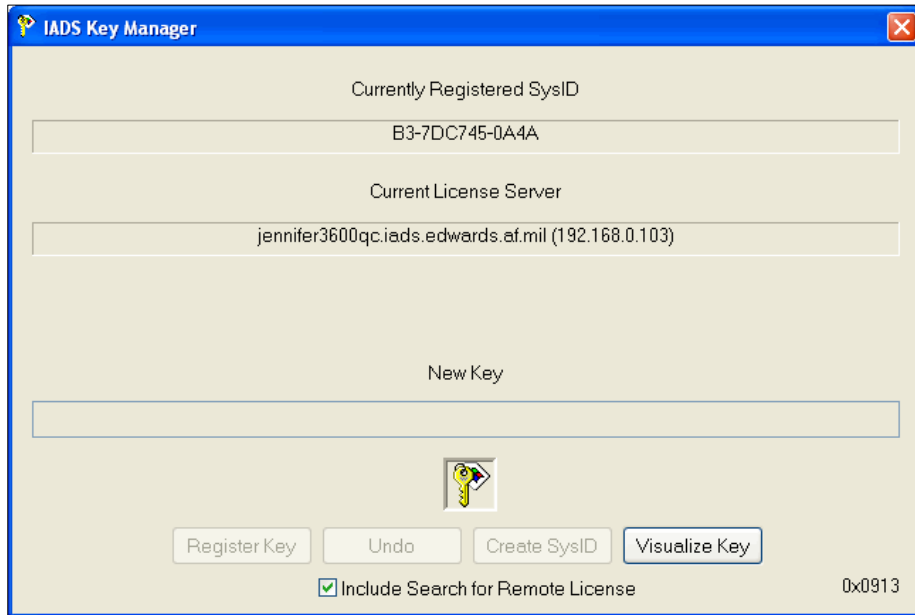 IADS Key Manager
Currently Registered SysID
B3-7DC745-0A4A
Current License Server
jennifer3600qc.iads.edwards.af.mil (192.168.0.103)
New Key
Register Key Undo Create SysID Visualize Key
Include Search for Remote License 0x0913